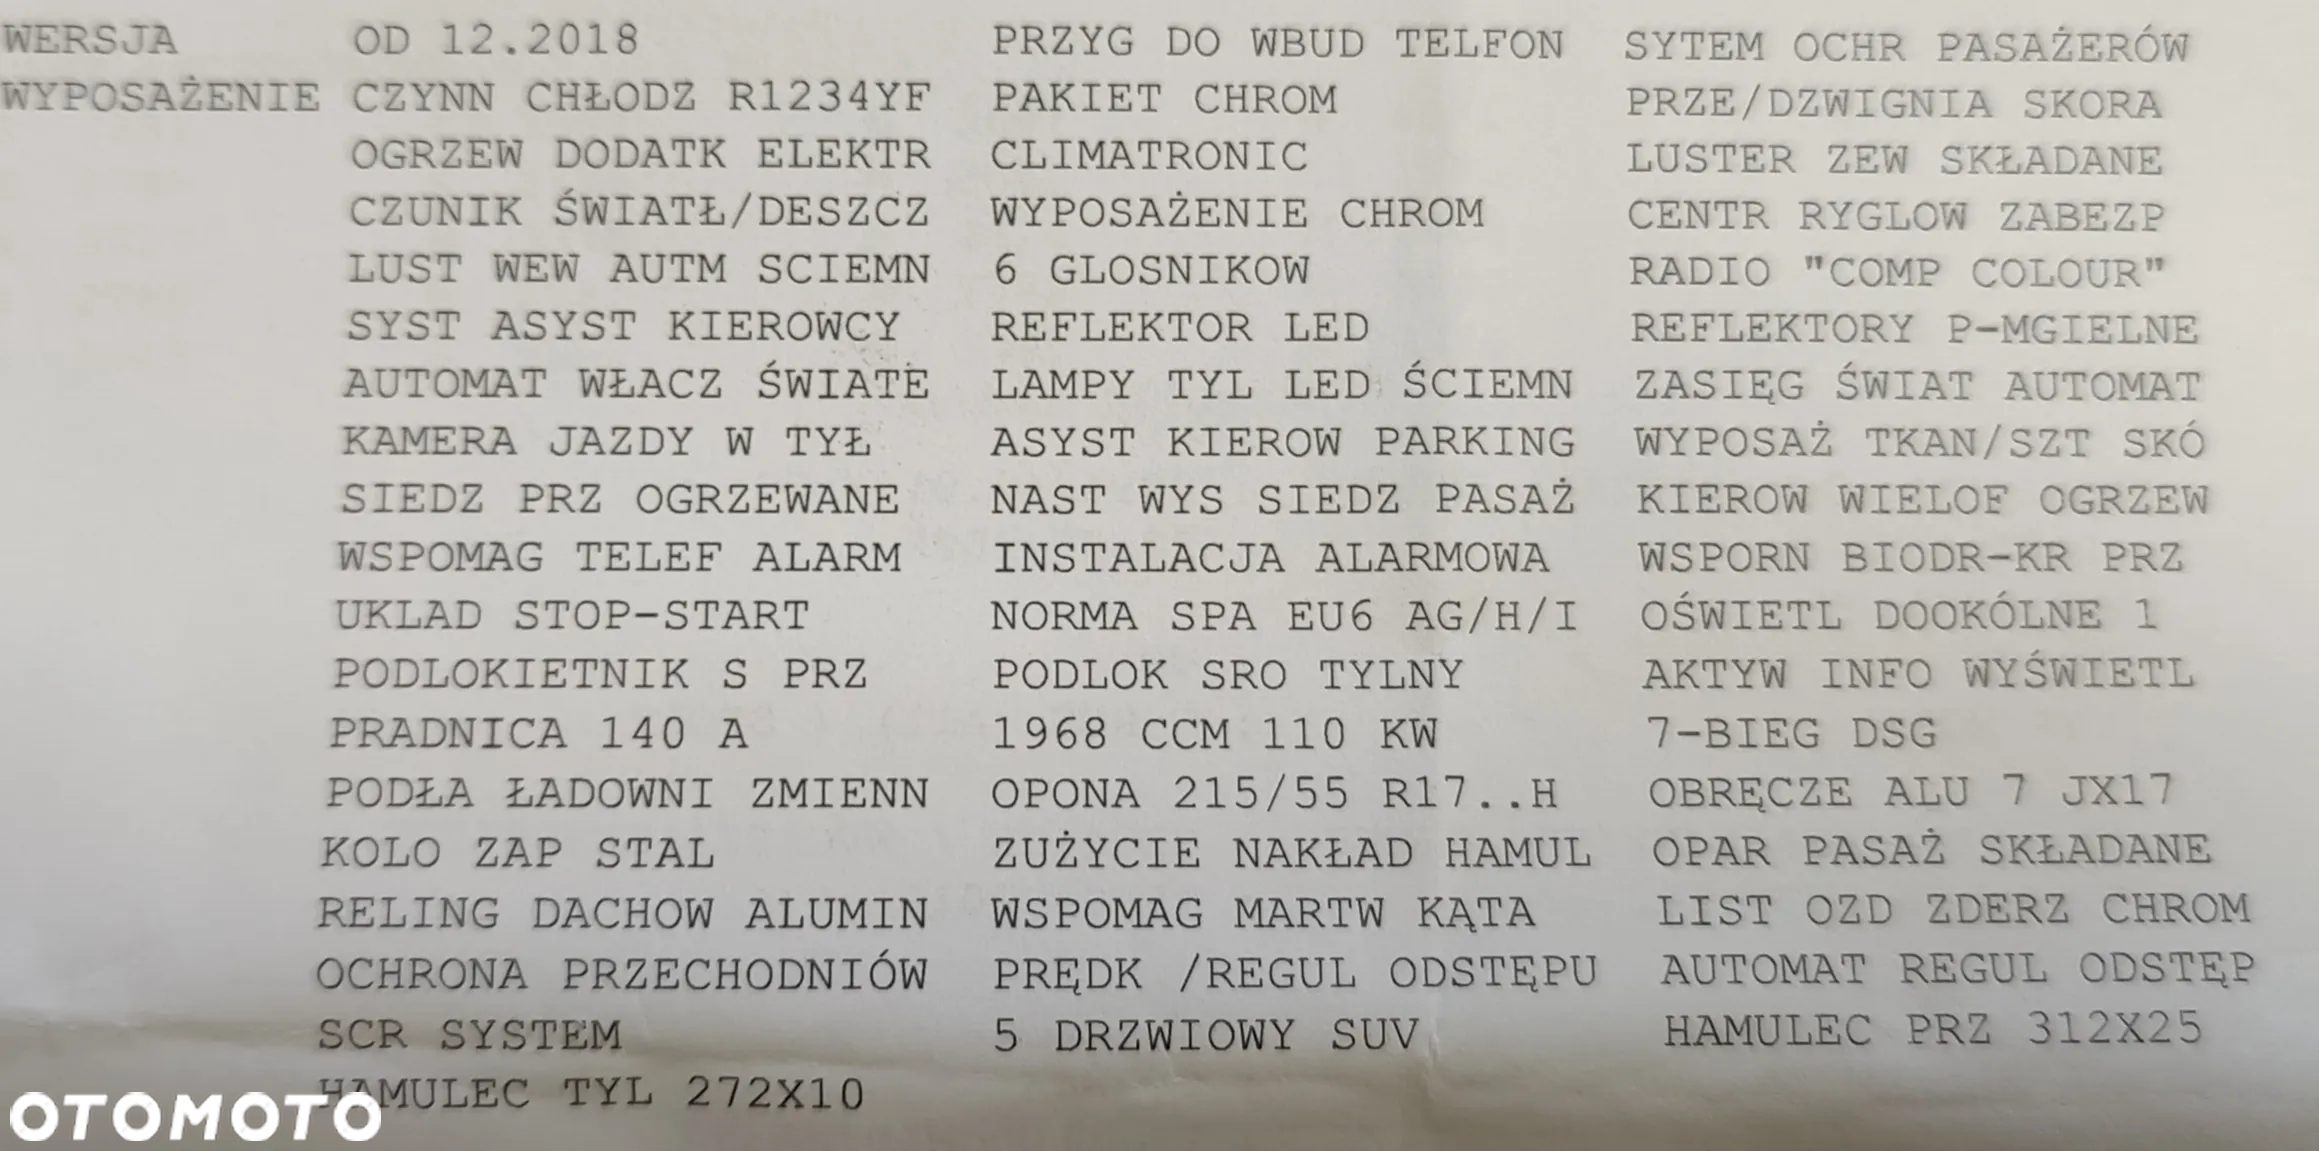 WERSJA OD 12.2018 PRZYG DO WBUD TELFON SYTEM OCHR PASAŻERÓW
WYPOSAŻENIE CZYNN CHŁODZ R1234YF PAKIET CHROM PRZE/DZWIGNIA SKORA
OGRZEW DODATK ELEKTR CLIMATRONIC LUSTER ZEW SKŁADANE
CZUNIK ŚWIATŁ/DESZCZ WYPOSAŻENIE CHROM CENTR RYGLOW ZABEZP
LUST WEW AUTM SCIEMN 6 GLOSNIKOW RADIO "COMP COLOUR"
SYST ASYST KIEROWCY REFLEKTOR LED REFLEKTORY P-MGIELNE
AUTOMAT WŁACZ ŚWIATE LAMPY TYL LED ŚCIEMN ZASIĘG ŚWIAT AUTOMAT
KAMERA JAZDY W TYŁ ASYST KIEROW PARKING WYPOSAŻ TKAN/SZT SKÓ
SIEDZ PRZ OGRZEWANE NAST WYS SIEDZ PASAŻ KIEROW WIELOF OGRZEW
WSPOMAG TELEF ALARM INSTALACJA ALARMOWA WSPORN BIODR-KR PRZ
UKLAD STOP-START NORMA SPA EU6 AG/H/I OŚWIETL DOOKÓLNE 1
PODLOKIETNIK S PRZ PODLOK SRO TYLNY AKTYW INFO WYŚWIETL
PRADNICA 140 A 1968 CCM 110 KW 7-BIEG DSG
PODŁA ŁADOWNI ZMIENN OPONA 215/55 R17..H OBRĘCZE ALU 7 JX17
KOLO ZAP STAL ZUŻYCIE NAKŁAD HAMUL OPAR PASAŻ SKŁADANE
RELING DACHOW ALUMIN WSPOMAG MARTW KĄTA LIST OZD ZDERZ CHROM
OCHRONA PRZECHODNIÓW PRĘDK /REGUL ODSTĘPU AUTOMAT REGUL ODSTĘP
SCR SYSTEM 5 DRZWIOWY SUV HAMULEC PRZ 312X25
HAMULEC TYL 272X10
OTOMOTO